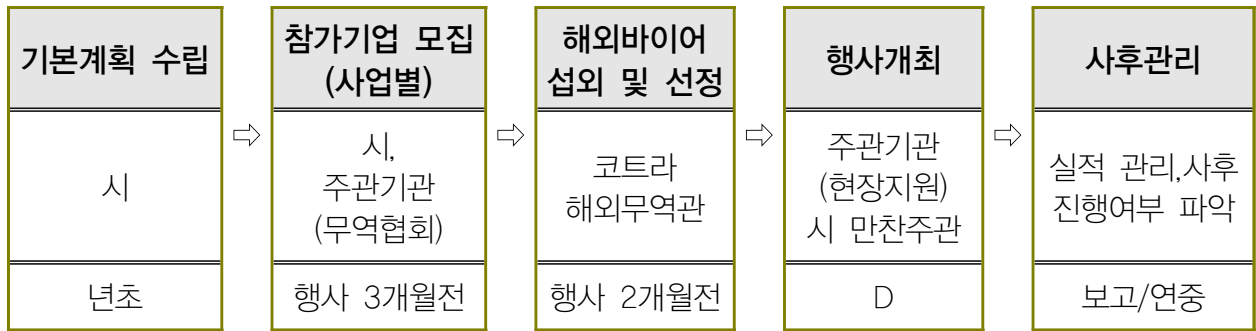 기본계획 수립
시
년초
⇨
참가기업 모집
(사업별)
시,
주관기관
(무역협회)
행사 3개월전
⇨
해외바이어
섭외 및 선정
코트라
해외무역관
행사 2개월전
⇨
행사개최
주관기관
(현장지원)
시 만찬주관
D
⇨
사후관리
실적 관리,사후
진행여부 파악
보고/연중